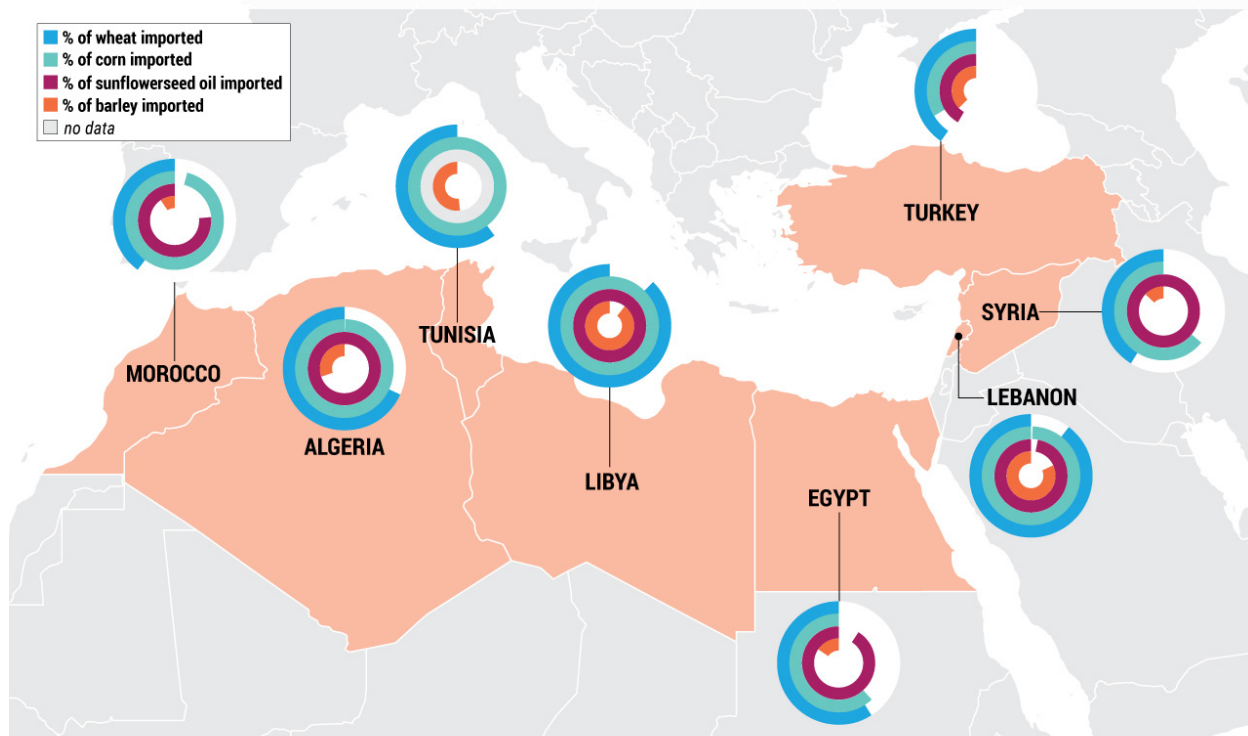 % of wheat imported
% of corn imported
% of sunflowerseed oil imported
% of barley imported
no data
TURKEY
SYRIA
TUNISIA
MOROCCO
LEBANON
ALGERIA
LIBYA
EGYPT